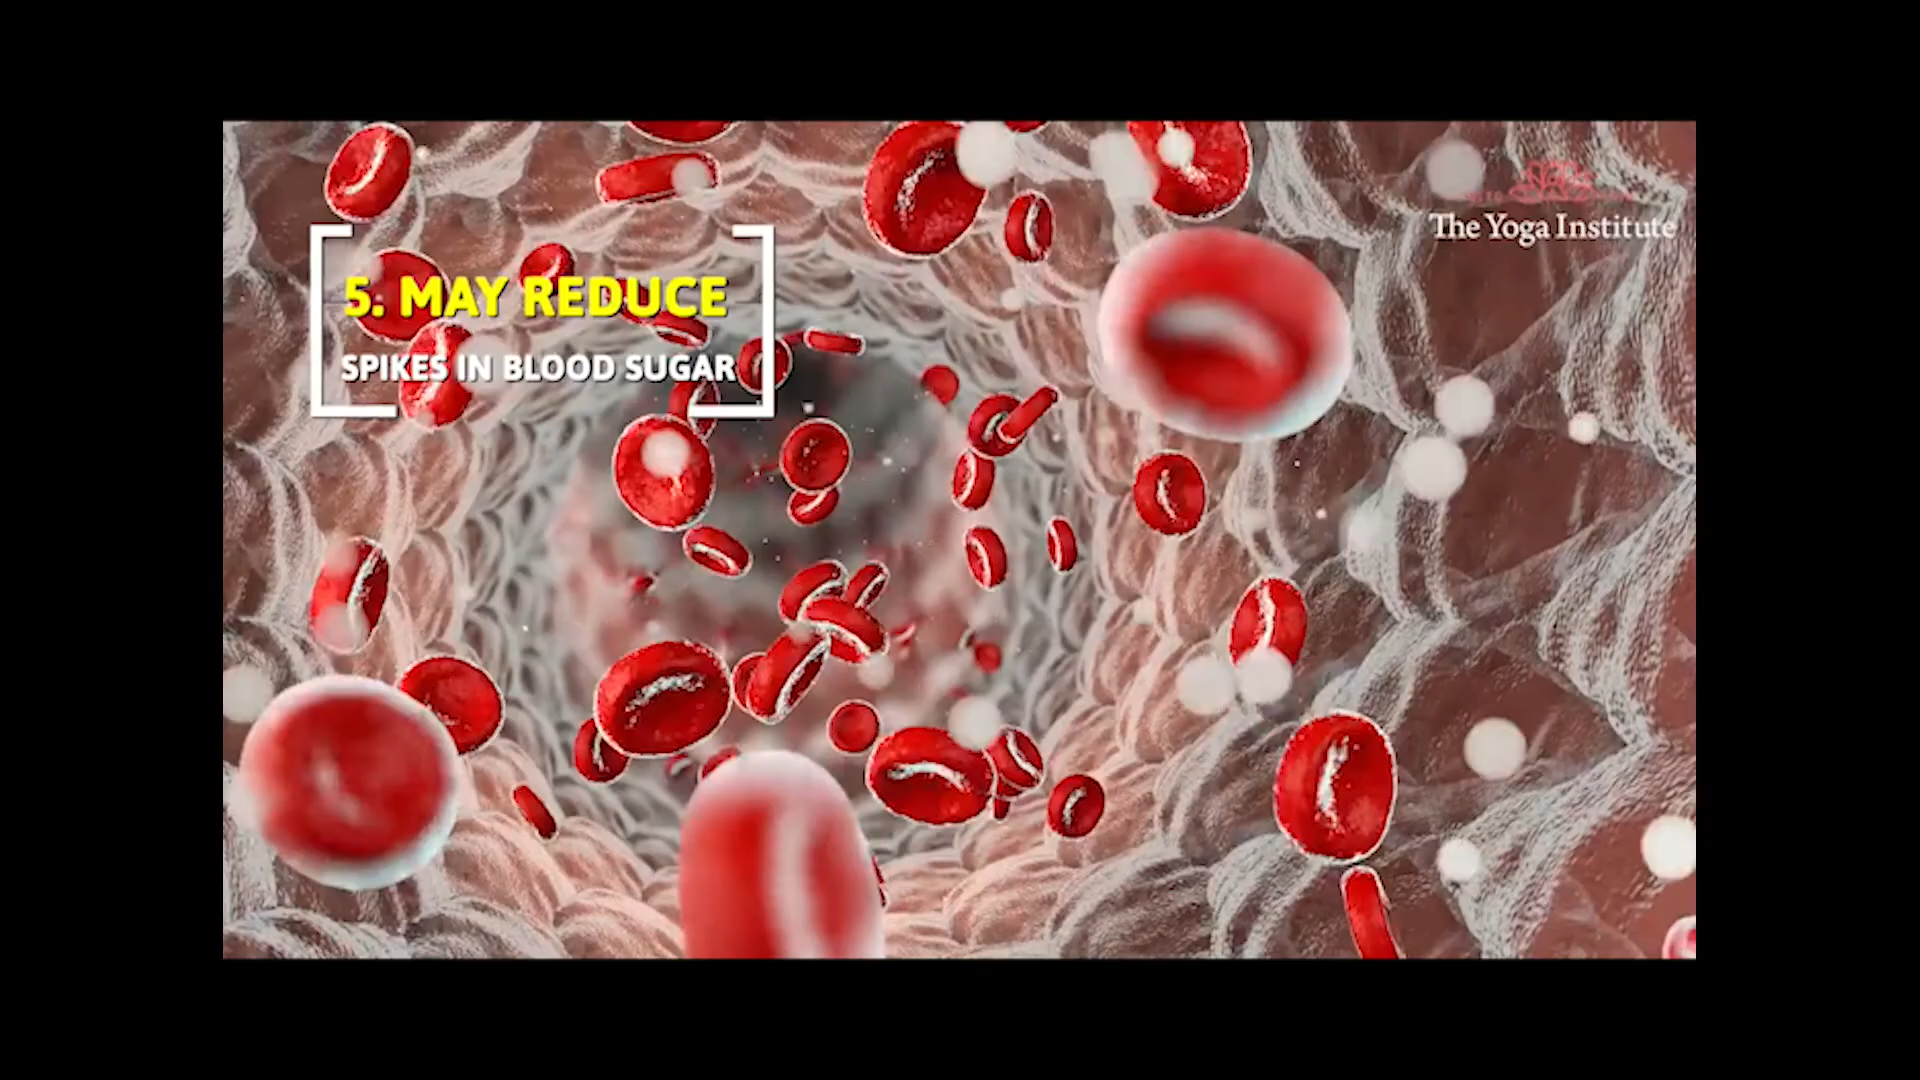 5. MAY REDUCE
SPIKES IN BLOOD SUGAR
The Yoga Institute